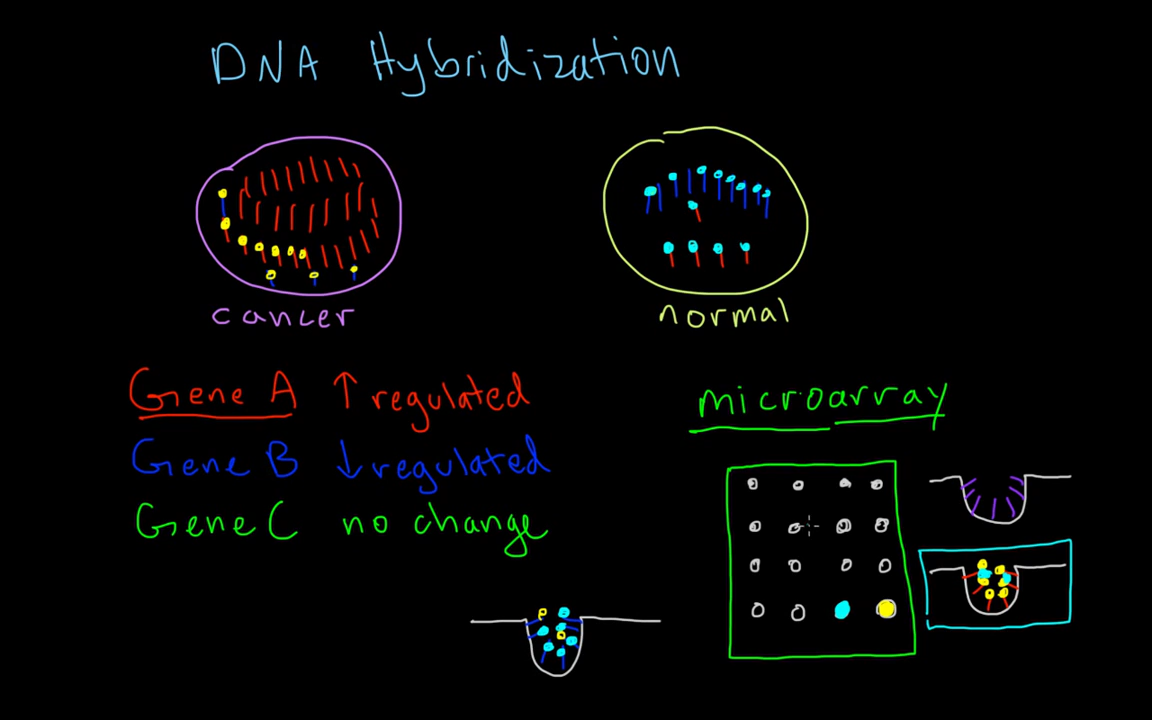 DNA Hybridization
cancer
normal
Gene A ↑ regulated
Gene B ↓ regulated
Gene C no change
microarray